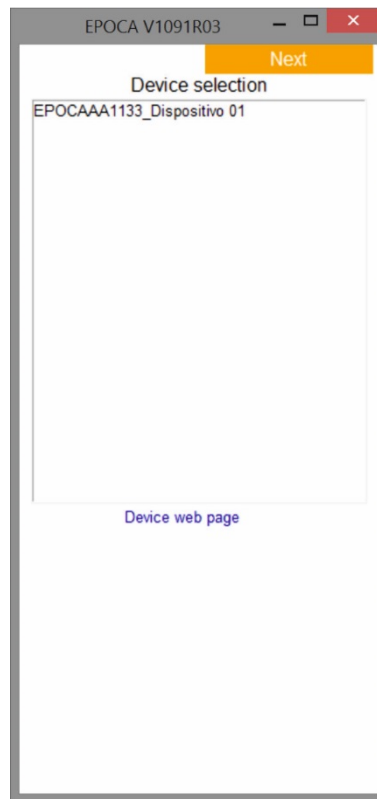 EPOCA V1091R03
Next
Device selection
EPOCAAA1133_Dispositivo 01
Device web page